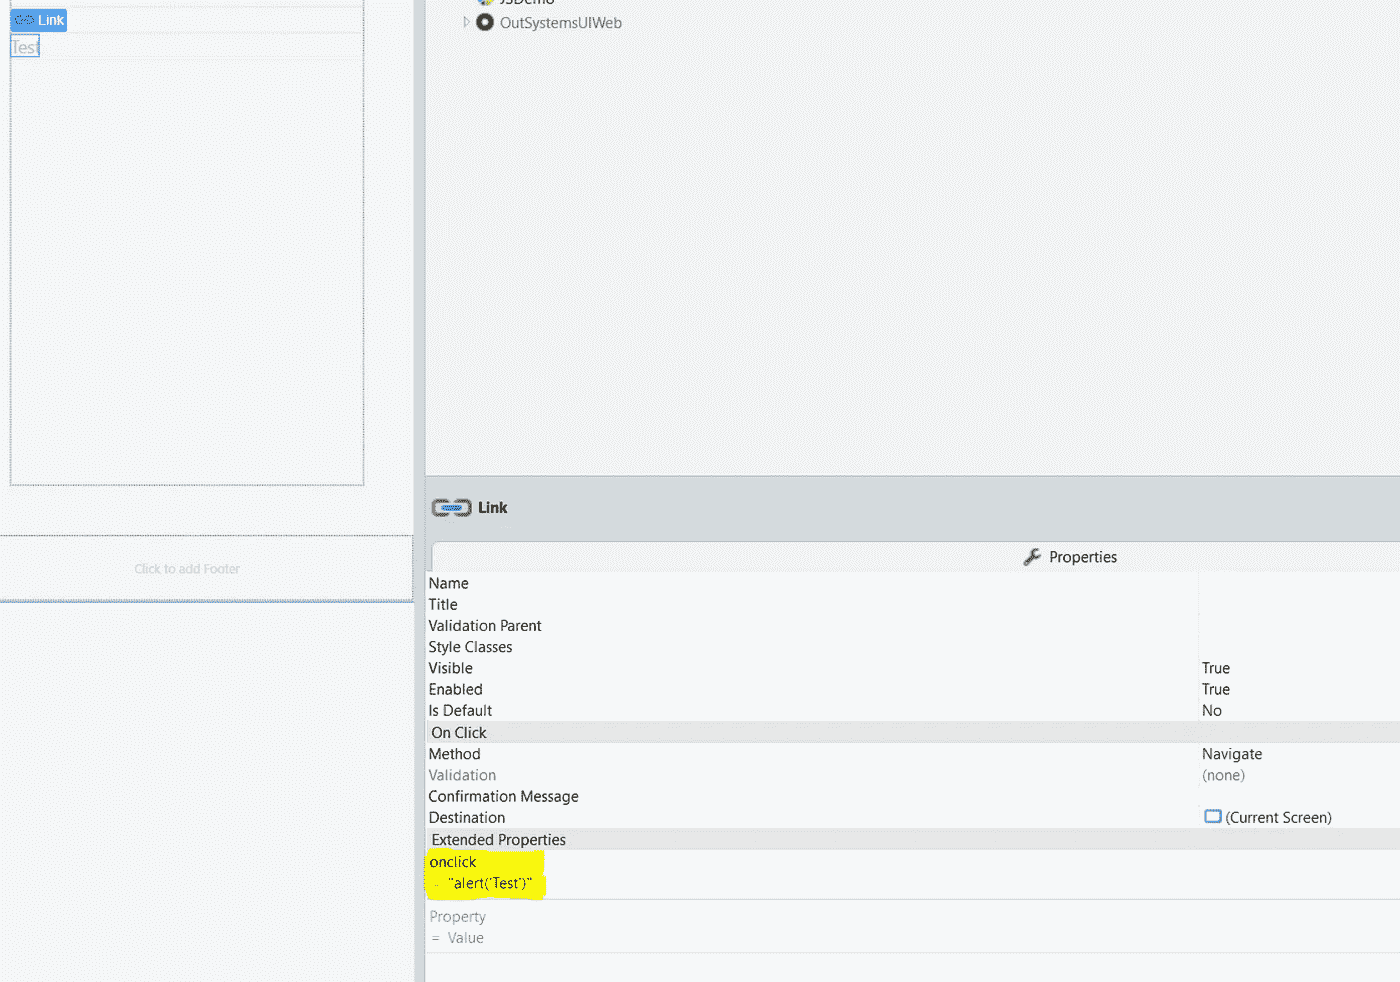 Link
Test
JSDemo
OutSystemsUIWeb
Click to add Footer
Link
Properties
Name
Title
Validation Parent
Style Classes
Visible True
Enabled True
Is Default No
On Click
Method Navigate
Validation (none)
Confirmation Message
Destination (Current Screen)
Extended Properties
onclick
"alert('Test')"
Property
= Value